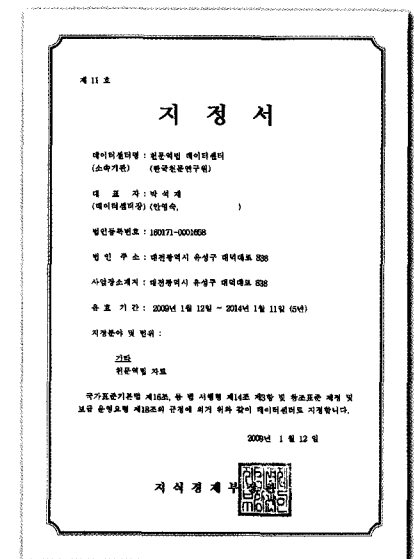 제 11 호
지 정 서
데이터센터명 : 천문역법 데이터센터
(소속기관) (한국천문연구원)
대 표 자 : 박 석 재
(데이터센터장) (안영숙, )
법인등록번호 : 160171-0001658
법 인 주 소 : 대전광역시 유성구 대덕대로 838
사업장소재지 : 대전광역시 유성구 대덕대로 838
유 효 기 간 : 2009년 1월 12일 ~ 2014년 1월 11일 (5년)
지정분야 및 범위 :
기타
천문역법 자료
국가표준기본법 제16조, 동 법 시행령 제14조 제3항 및 참조표준 제정 및
보급 운영요령 제18조의 규정에 의거 위와 같이 데이터센터로 지정합니다.
2009년 1 월 12 일
지 식 경 제 부